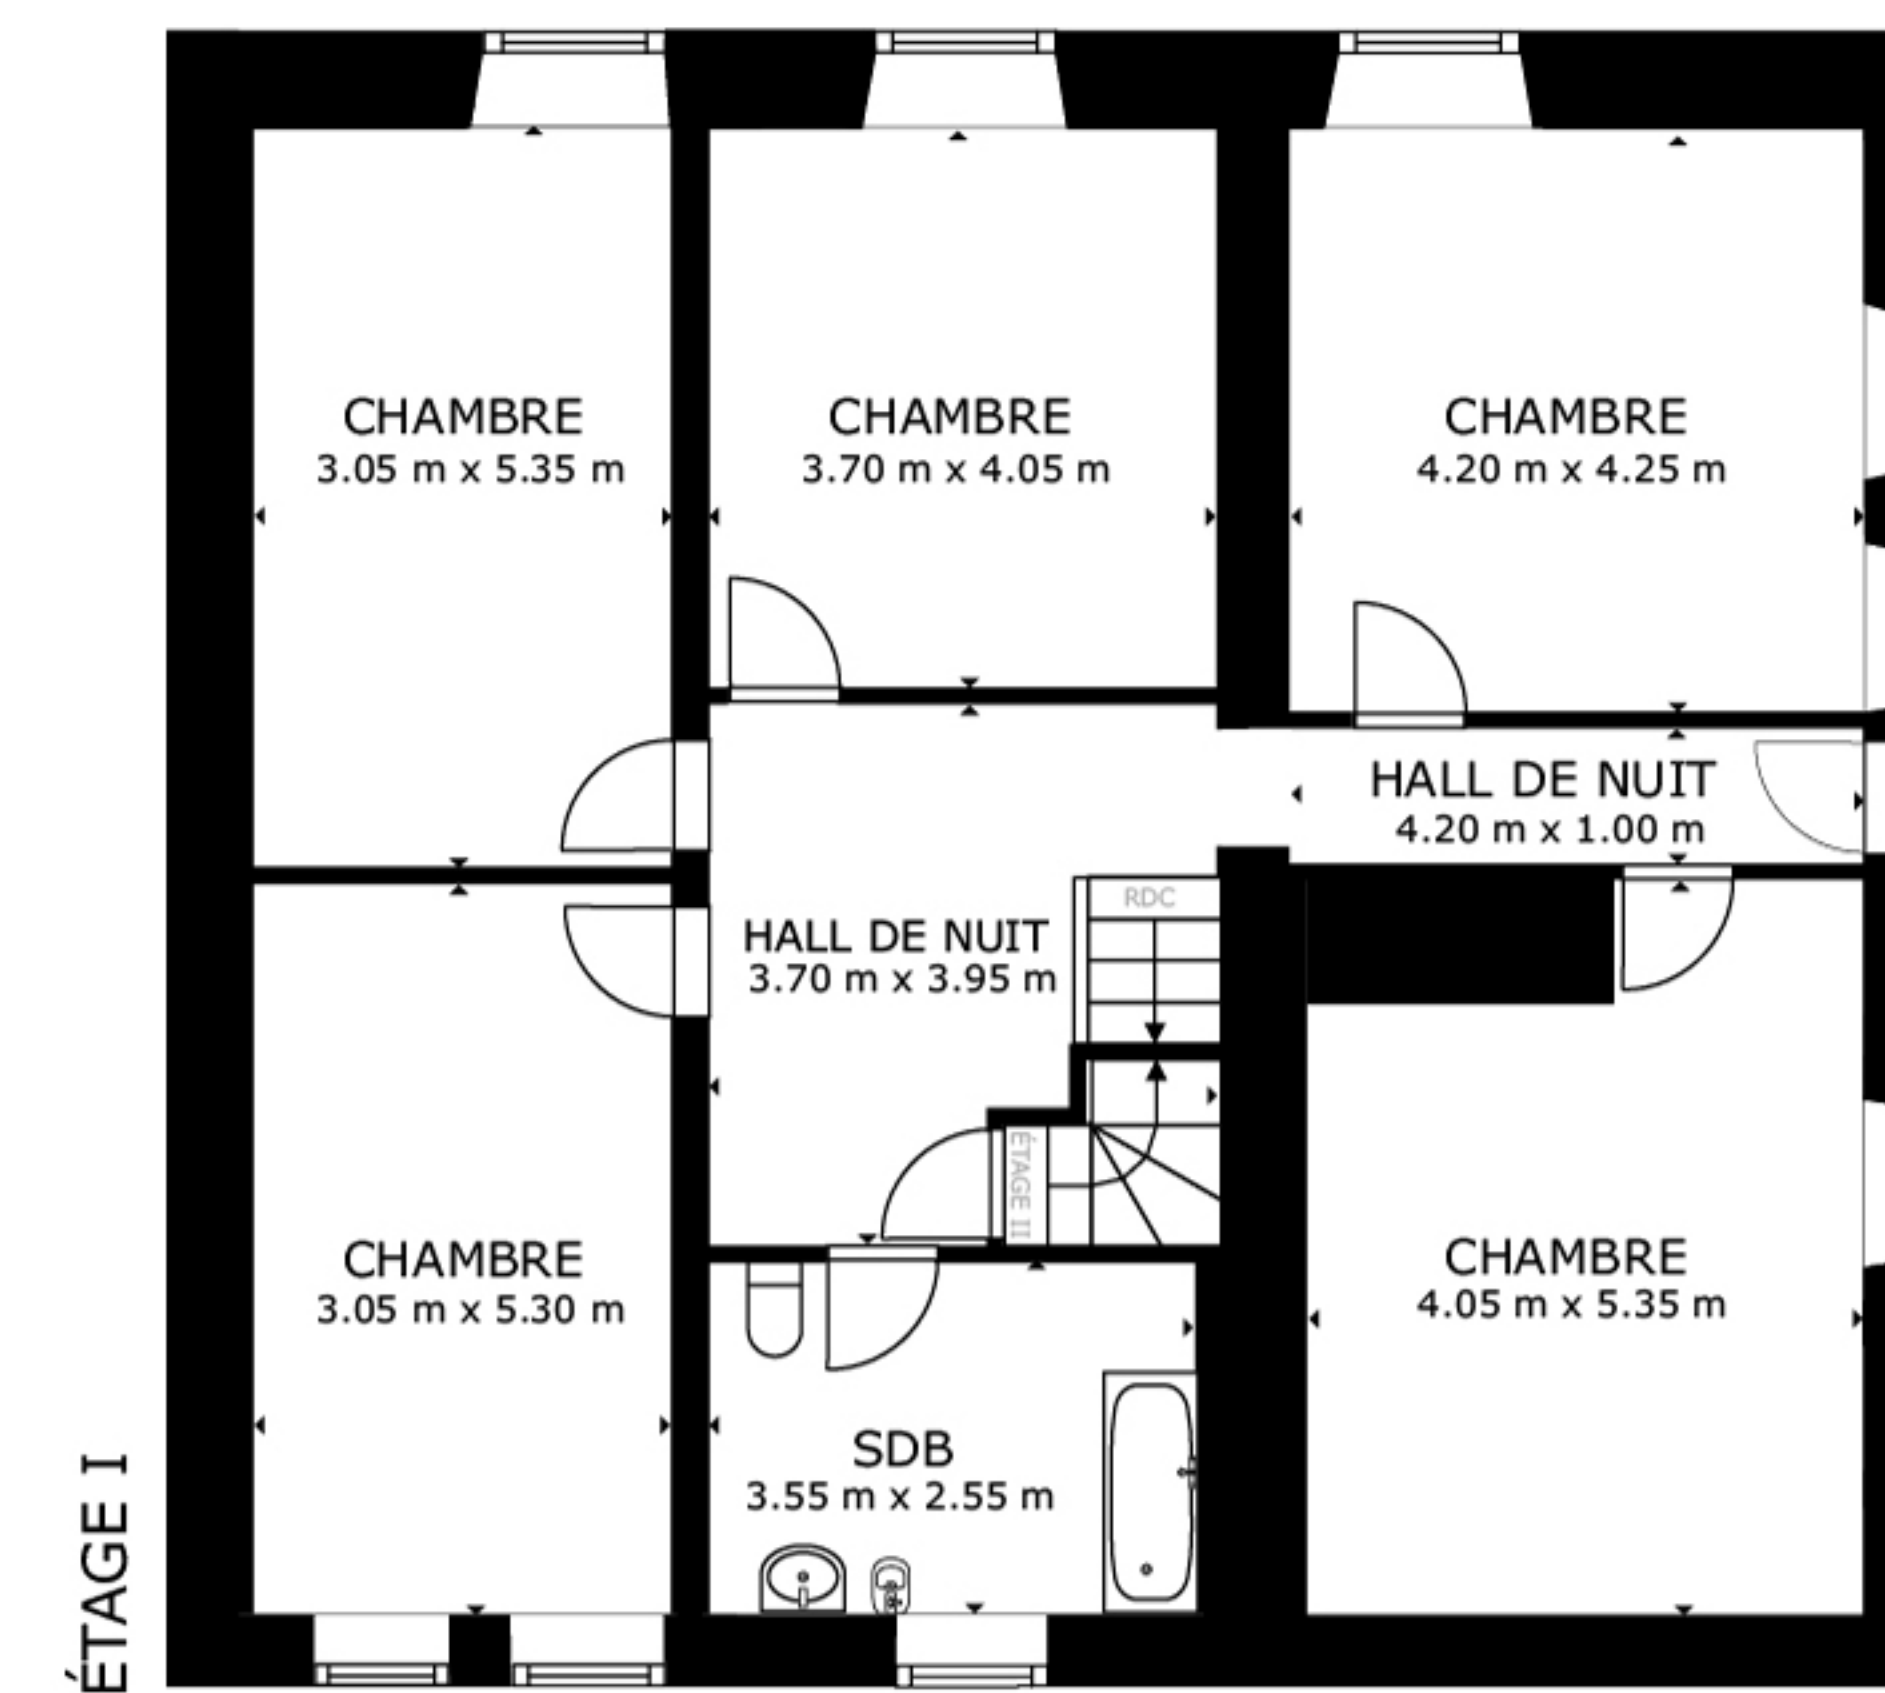 CHAMBRE
3.05 m x 5.35 m
CHAMBRE
3.70 m x 4.05 m
CHAMBRE
4.20 m x 4.25 m
HALL DE NUIT
4.20 m x 1.00 m
RDC
HALL DE NUIT
3.70 m x 3.95 m
ÉTAGE II
CHAMBRE
3.05 m x 5.30 m
CHAMBRE
4.05 m x 5.35 m
SDB
3.55 m x 2.55 m
ÉTAGE I